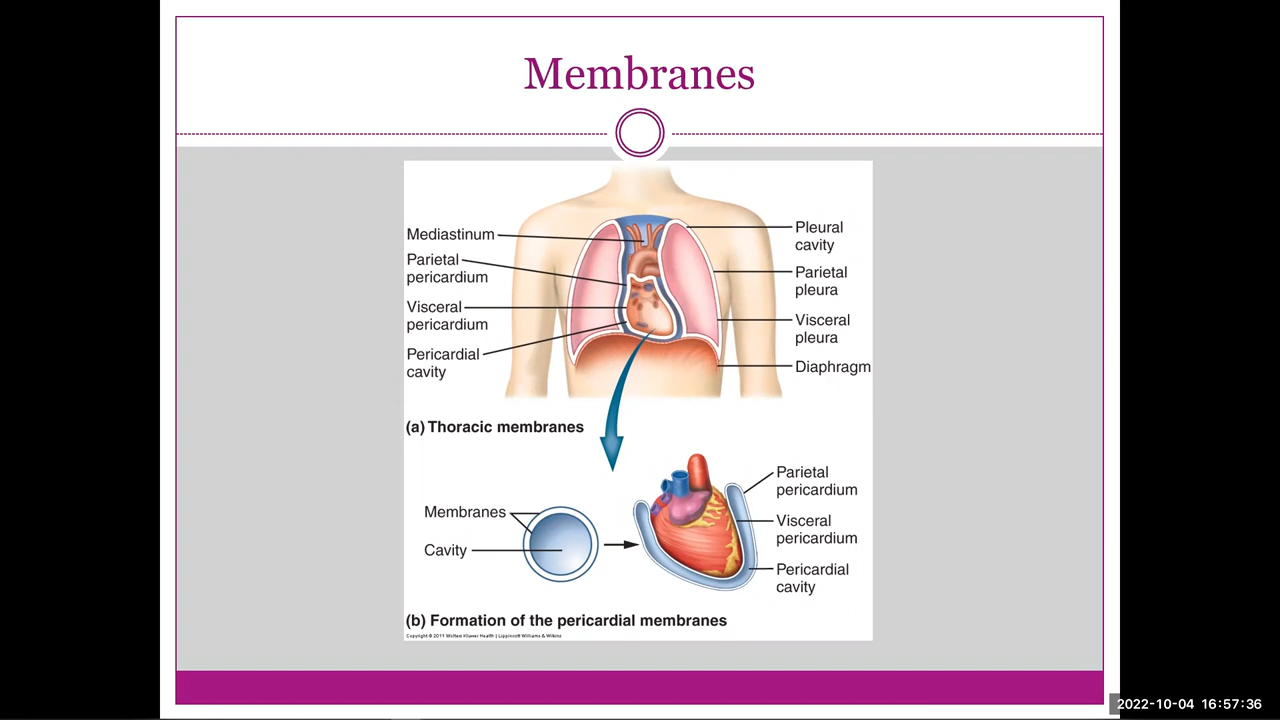 Membranes
Mediastinum
Parietal
pericardium
Visceral
pericardium
Pericardial
cavity
Pleural
cavity
Parietal
pleura
Visceral
pleura
Diaphragm
(a) Thoracic membranes
Membranes
Cavity
Parietal
pericardium
Visceral
pericardium
Pericardial
cavity
(b) Formation of the pericardial membranes
Copyright © 2011 Wolters Kluwer Health | Lippincott Williams & Wilkins
2022-10-04 16:57:36